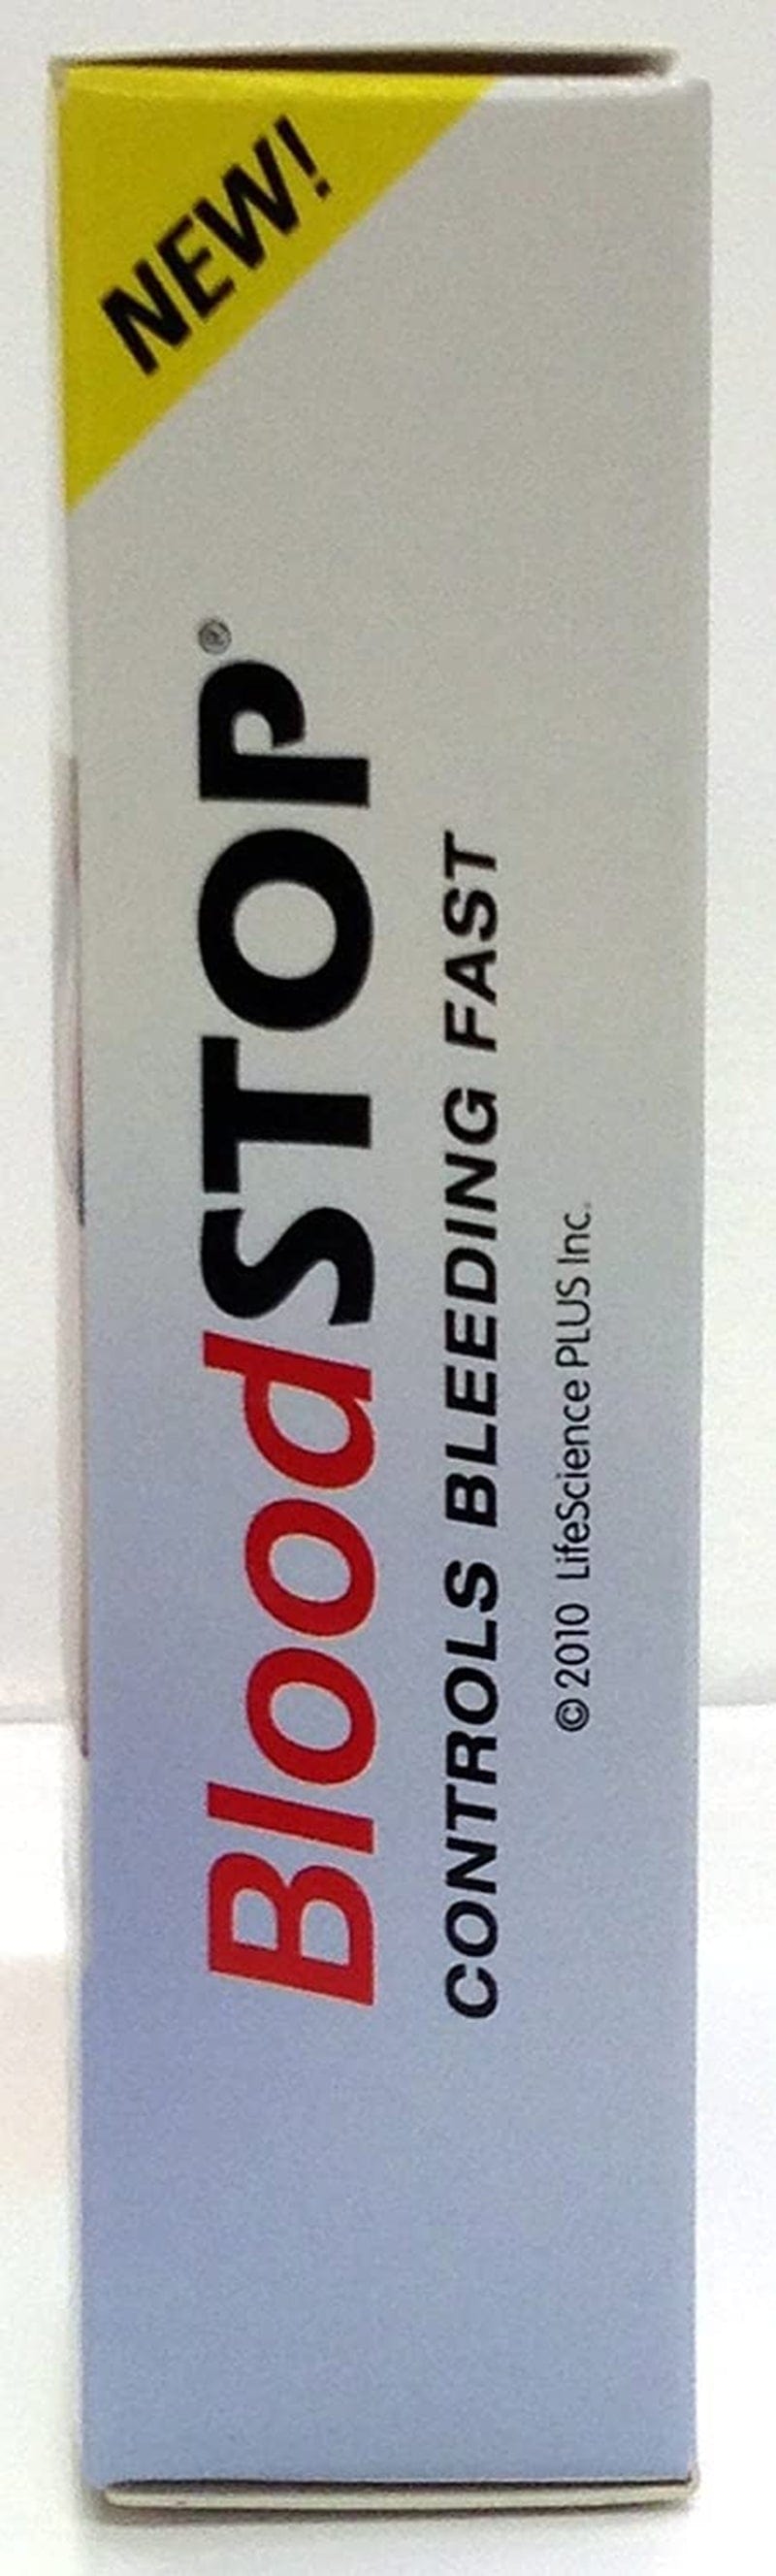 NEW!
BloodSTOP®
CONTROLS BLEEDING FAST
© 2010 LifeScience PLUS Inc.